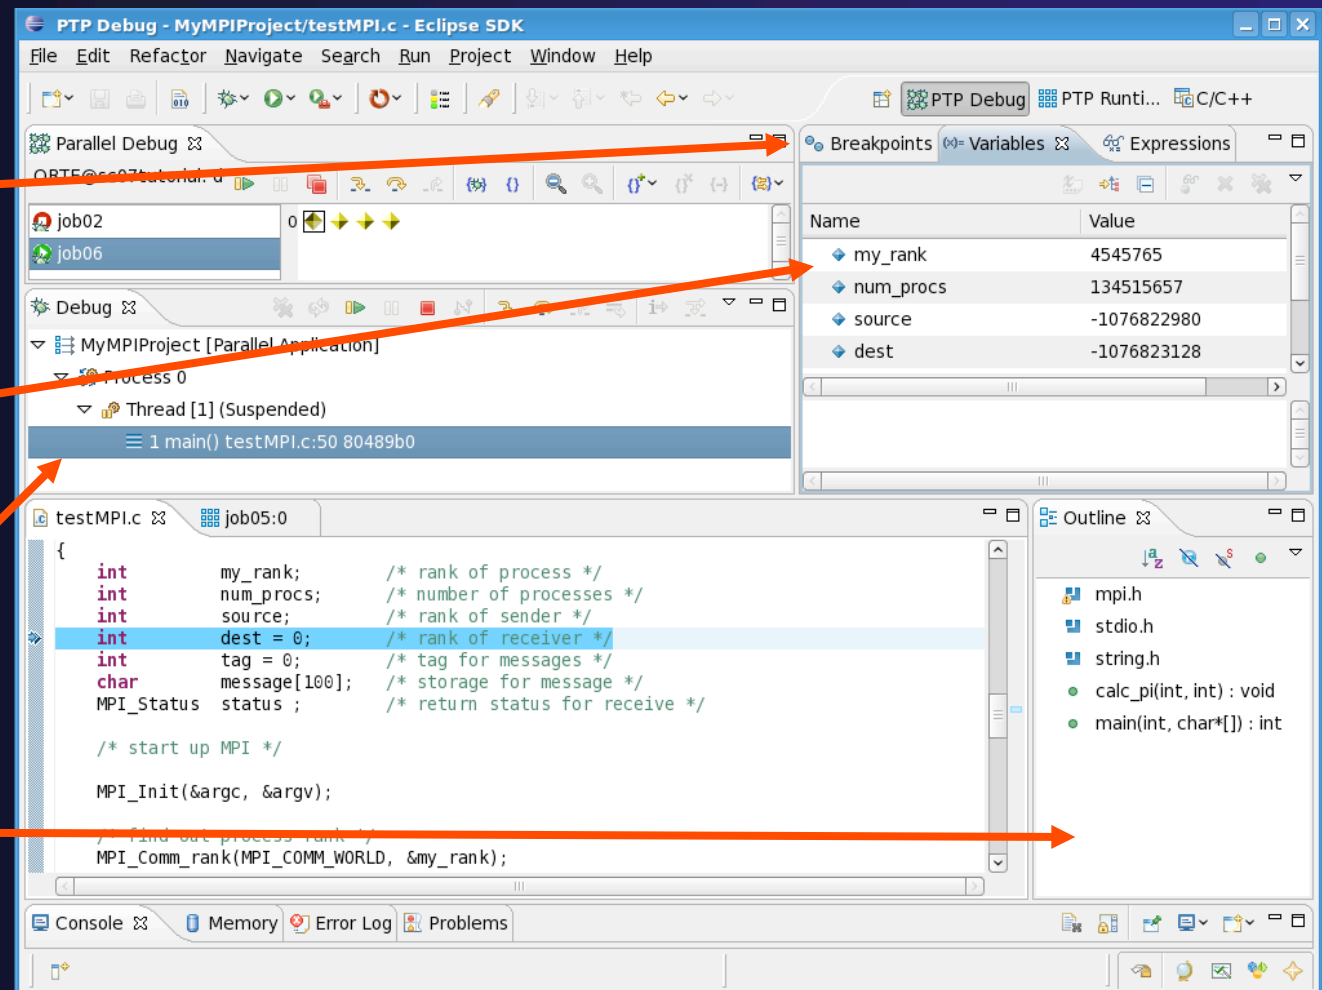 PTP Debug - MyMPIProject/testMPI.c - Eclipse SDK
File Edit Refactor Navigate Search Run Project Window Help
PTP Debug PTP Runti... C/C++
Parallel Debug
Breakpoints (x)= Variables Expressions
job02
0
job06
Name Value
my_rank 4545765
num_procs 134515657
source -1076822980
dest -1076823128
Debug
MyMPIProject [Parallel Application]
Process 0
Thread [1] (Suspended)
1 main() testMPI.c:50 80489b0
testMPI.c job05:0
{
int my_rank; /* rank of process */
int num_procs; /* number of processes */
int source; /* rank of sender */
int dest = 0; /* rank of receiver */
int tag = 0; /* tag for messages */
char message[100]; /* storage for message */
MPI_Status status ; /* return status for receive */
/* start up MPI */
MPI_Init(&argc, &argv);
/* find out process rank */
MPI_Comm_rank(MPI_COMM_WORLD, &my_rank);
Outline
mpi.h
stdio.h
string.h
calc_pi(int, int) : void
main(int, char*[]) : int
Console Memory Error Log Problems